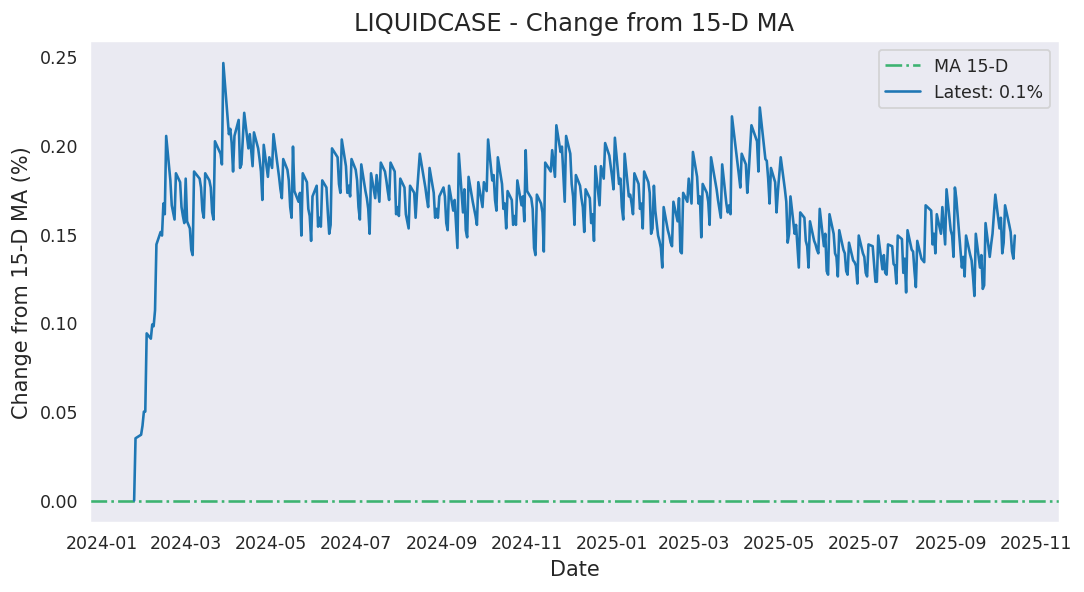 LIQUIDCASE - Change from 15-D MA
Change from 15-D MA (%)
0.25
0.20
0.15
0.10
0.05
0.00
MA 15-D
Latest: 0.1%
2024-01 2024-03 2024-05 2024-07 2024-09 2024-11 2025-01 2025-03 2025-05 2025-07 2025-09 2025-11
Date